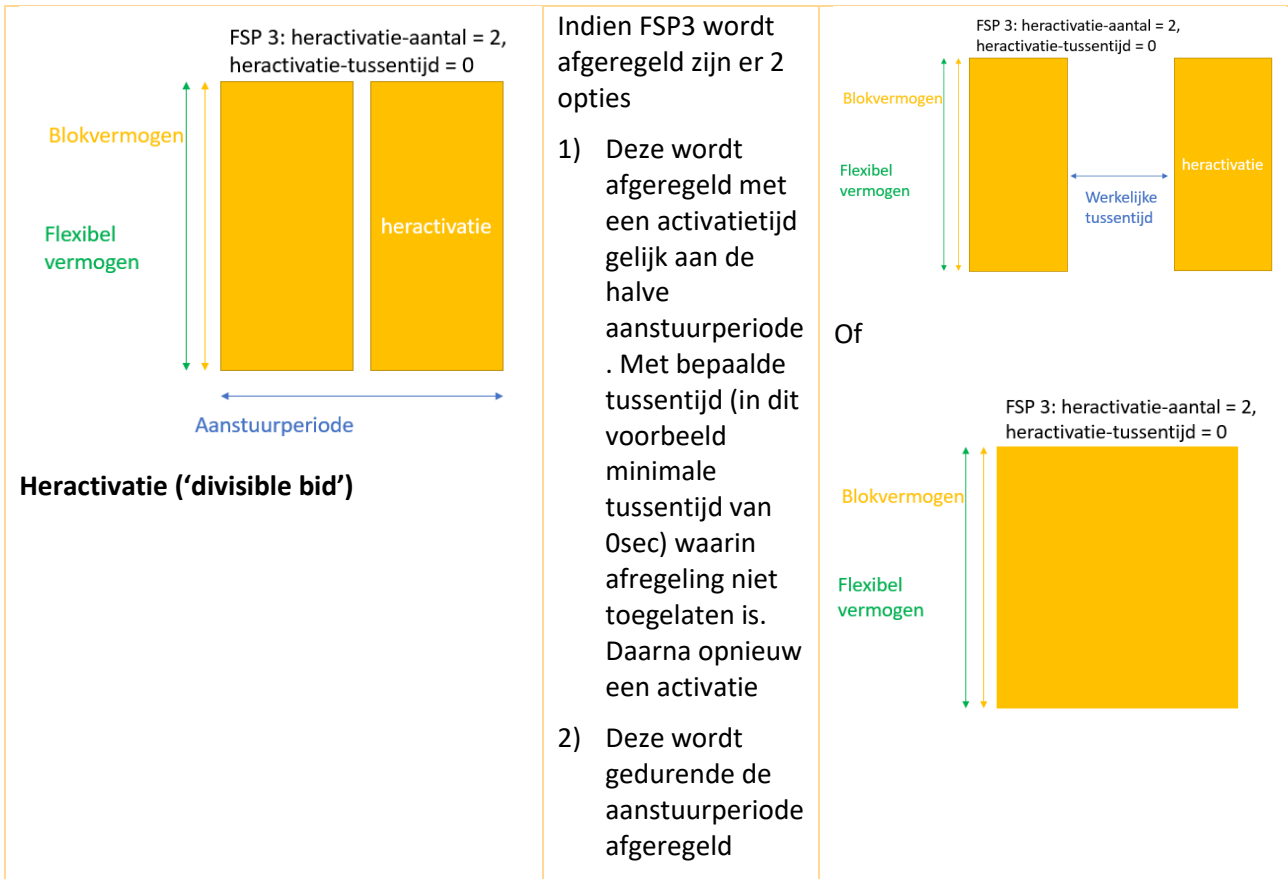 FSP 3: heractivatie-aantal = 2,
heractivatie-tussentijd = 0
Blokvermogen
Flexibel
vermogen
heractivatie
Aanstuurperiode
Heractivatie (‘divisible bid’)
Indien FSP3 wordt
afgeregeld zijn er 2
opties
1) Deze wordt
afgeregeld met
een activatietijd
gelijk aan de
halve
aanstuurperiode
. Met bepaalde
tussentijd (in dit
voorbeeld
minimale
tussentijd van
0sec) waarin
afregeling niet
toegelaten is.
Daarna opnieuw
een activatie
2) Deze wordt
gedurende de
aanstuurperiode
afgeregeld
FSP 3: heractivatie-aantal = 2,
heractivatie-tussentijd = 0
Blokvermogen
Flexibel
vermogen
Werkelijke
tussentijd
heractivatie
Of
FSP 3: heractivatie-aantal = 2,
heractivatie-tussentijd = 0
Blokvermogen
Flexibel
vermogen